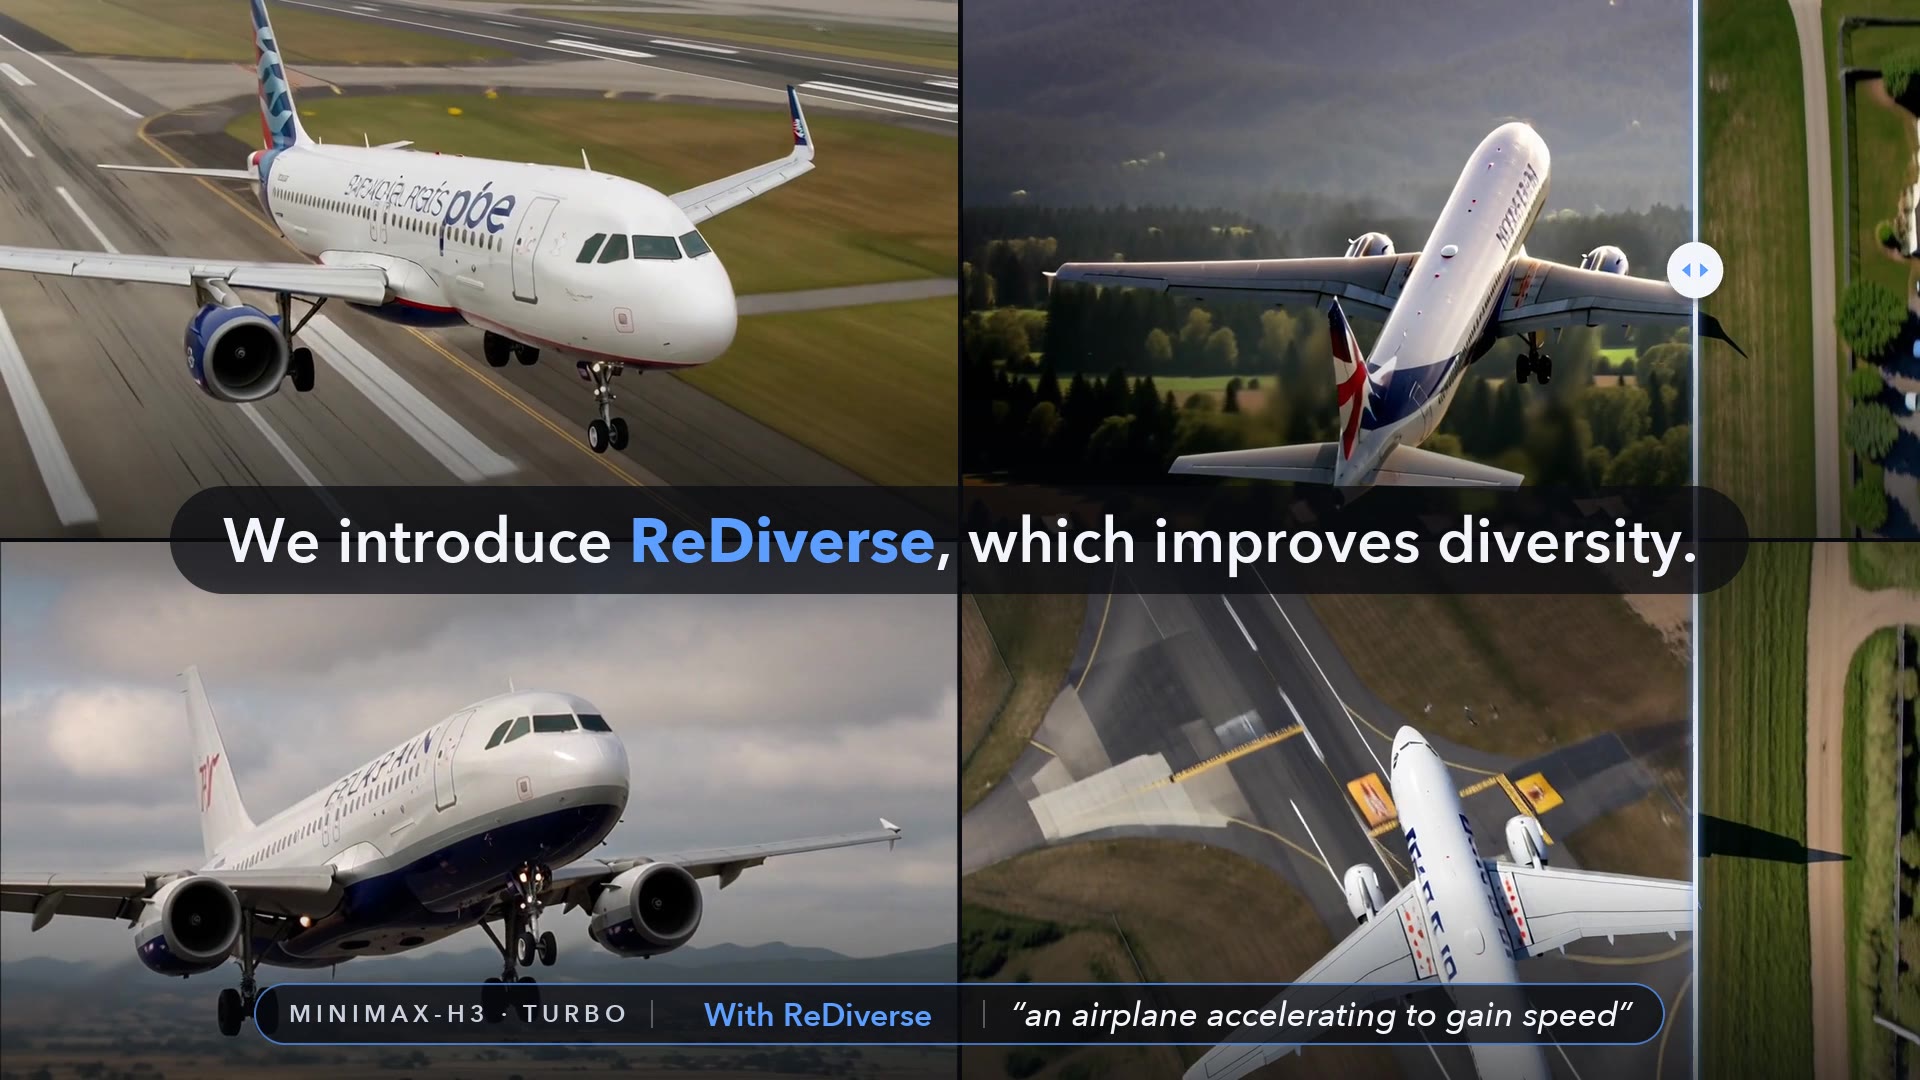 We introduce ReDiverse, which improves diversity.
MINIMAX-H3 · TURBO | With ReDiverse | “an airplane accelerating to gain speed”